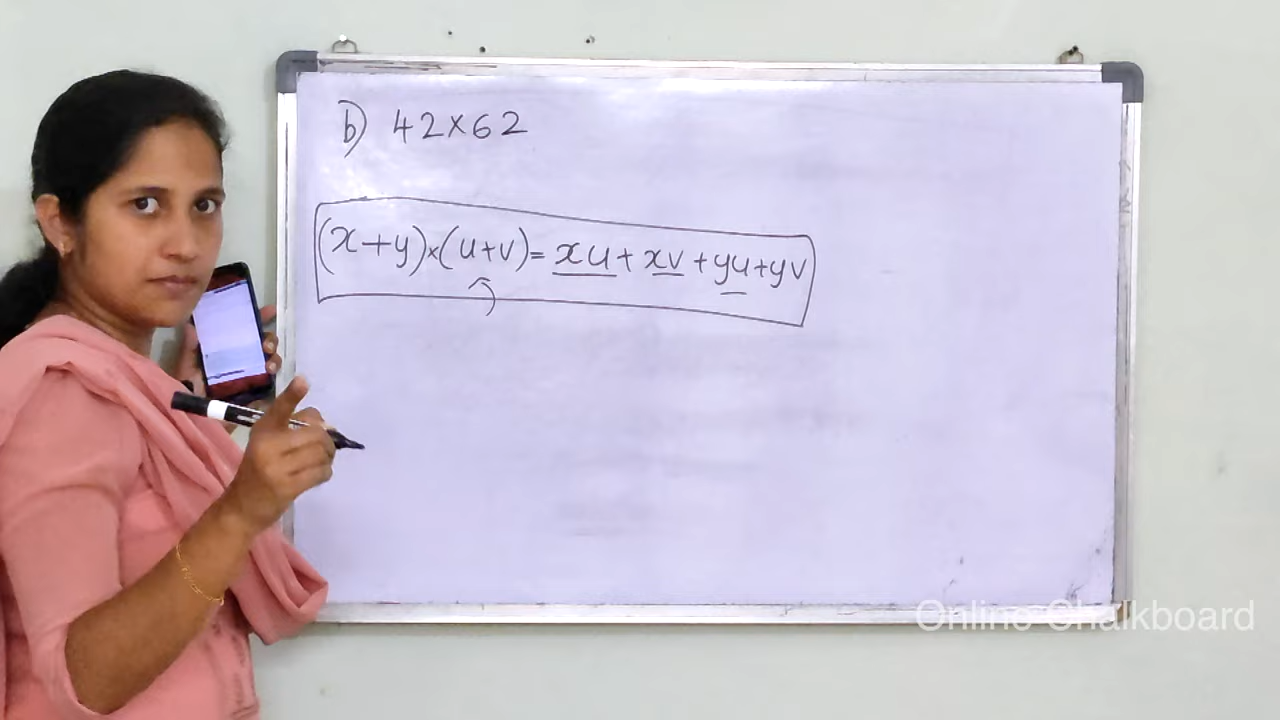 b) 42×62
(x+y)×(u+v)= xu+ xv +yu+yv
Online Chalkboard